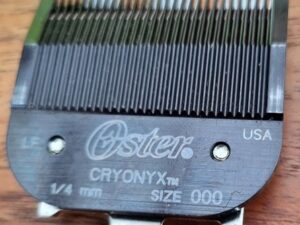 LF Oster® USA
CRYONYX™
1/4 mm SIZE 000